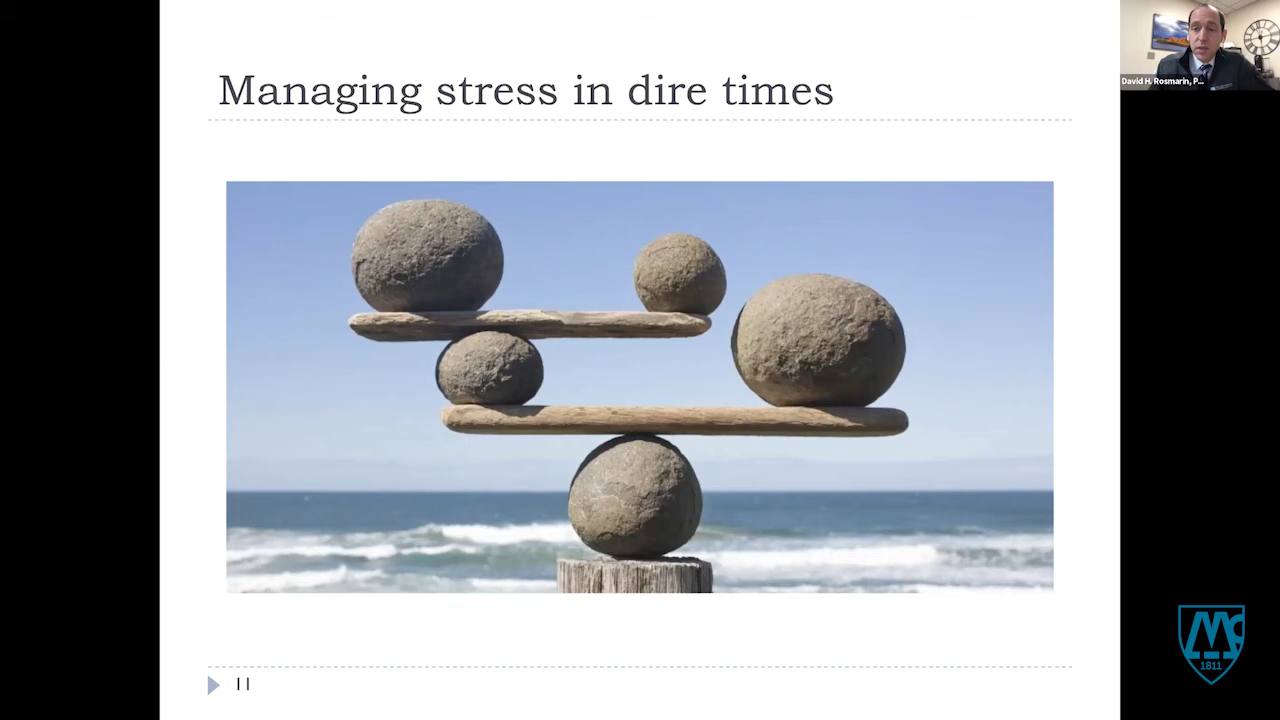 Managing stress in dire times
David H. Rosmarin, P...
11
1811